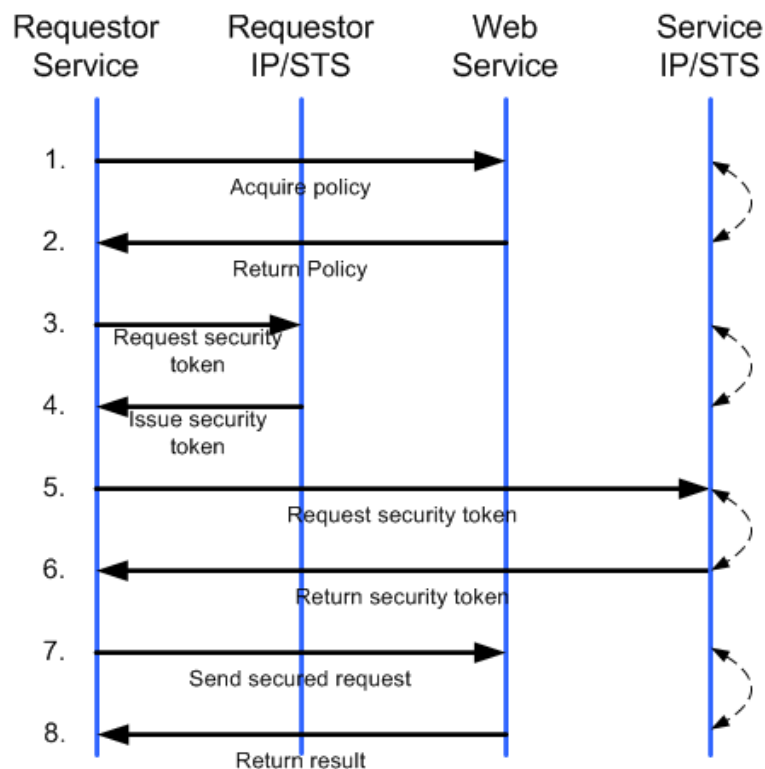 Requestor Service
Requestor IP/STS
Web Service
Service IP/STS
1.
Acquire policy
2.
Return Policy
3.
Request security
token
4.
Issue security
token
5.
Request security token
6.
Return security token
7.
Send secured request
8.
Return result